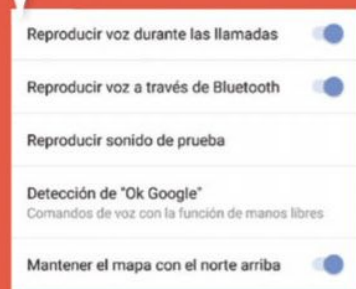 Reproducir voz durante las llamadas
Reproducir voz a través de Bluetooth
Reproducir sonido de prueba
Detección de "Ok Google"
Comandos de voz con la función de manos libres
Mantener el mapa con el norte arriba